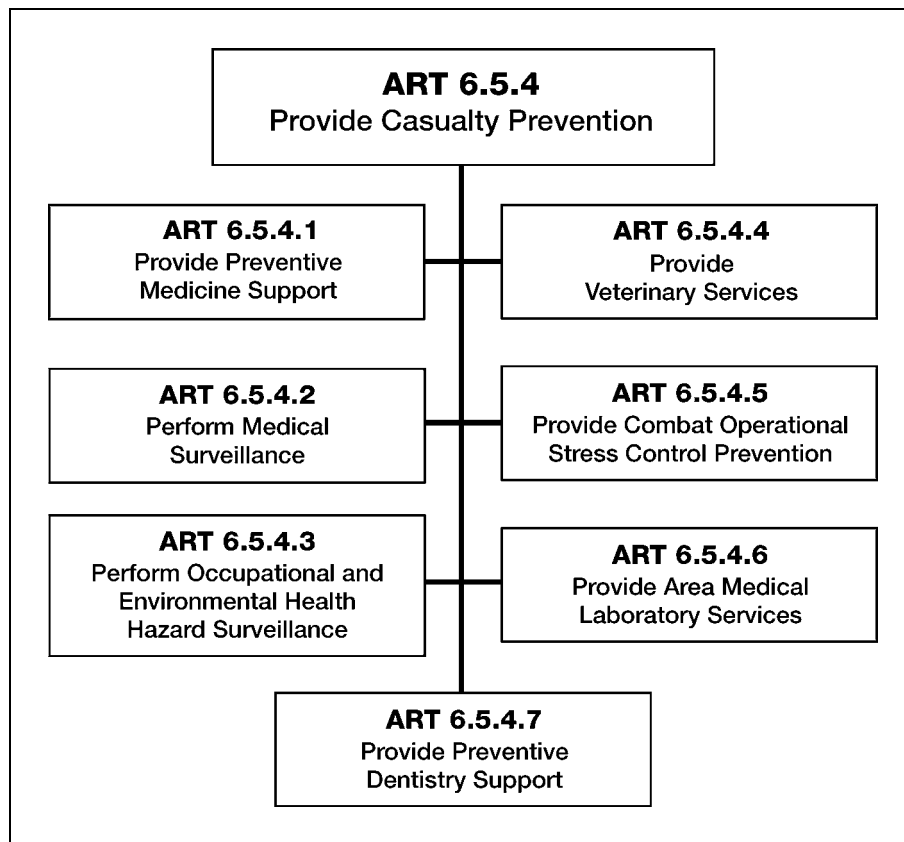 ART 6.5.4
Provide Casualty Prevention
ART 6.5.4.1
Provide Preventive
Medicine Support
ART 6.5.4.2
Perform Medical
Surveillance
ART 6.5.4.3
Perform Occupational and
Environmental Health
Hazard Surveillance
ART 6.5.4.4
Provide
Veterinary Services
ART 6.5.4.5
Provide Combat Operational
Stress Control Prevention
ART 6.5.4.6
Provide Area Medical
Laboratory Services
ART 6.5.4.7
Provide Preventive
Dentistry Support